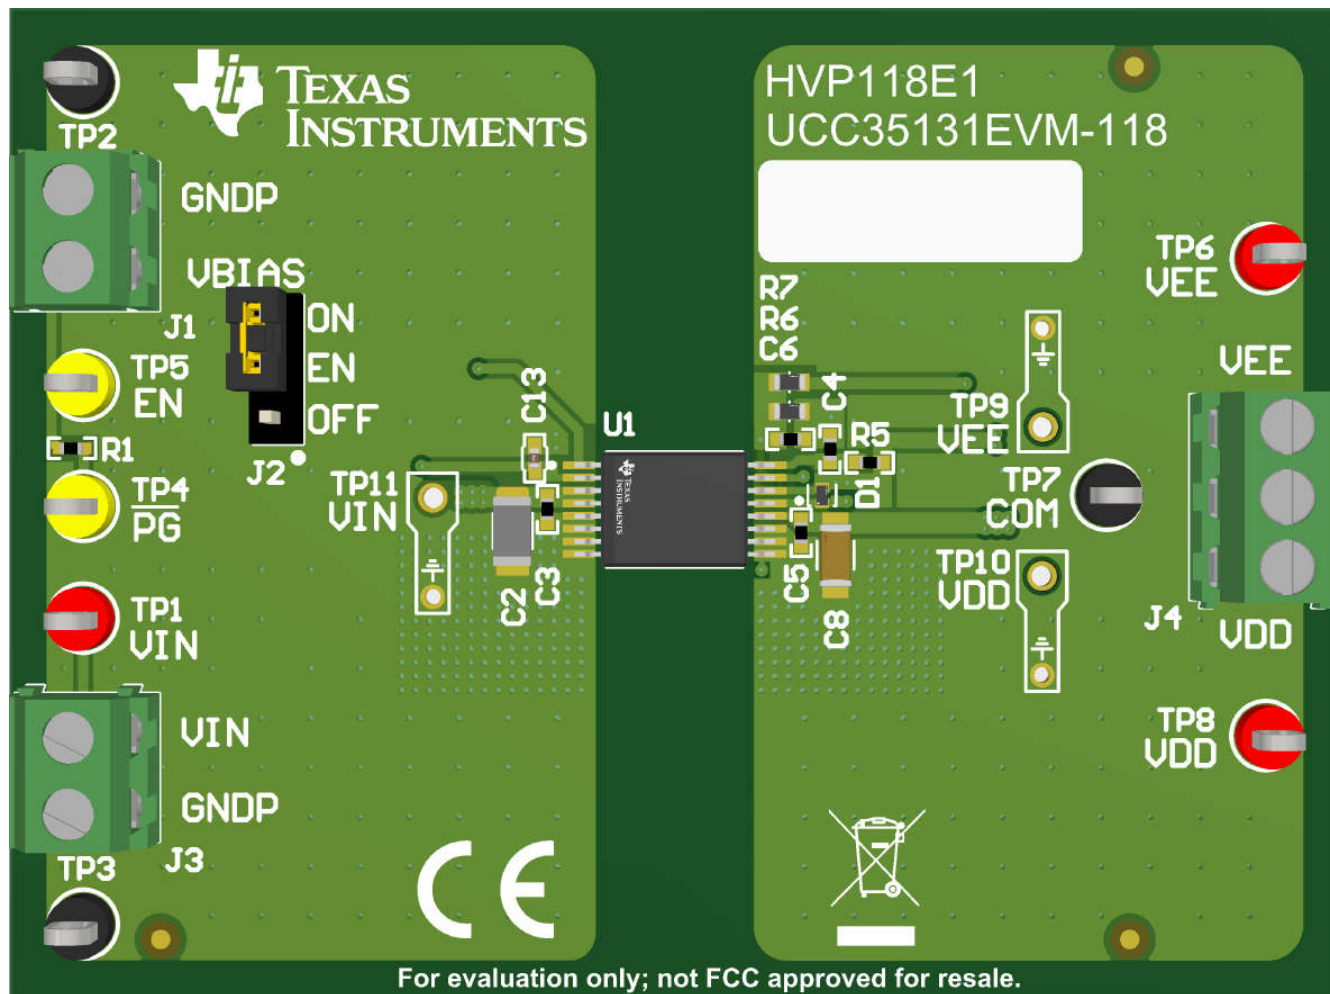 TEXAS
INSTRUMENTS
HVP118E1
UCC35131EVM-118
TP2
GNDP
VBIAS
J1
ON
EN
OFF
J2
TP5
EN
R1
TP4
PG
TP11
VIN
TP1
VIN
VIN
GNDP
J3
TP3
C13
C2
C3
U1
TEXAS
INSTRUMENTS
R7
R6
C6
C4
R5
D1
C5
C8
TP6
VEE
VEE
TP9
VEE
TP7
COM
TP10
VDD
J4
VDD
TP8
VDD
CE
For evaluation only; not FCC approved for resale.